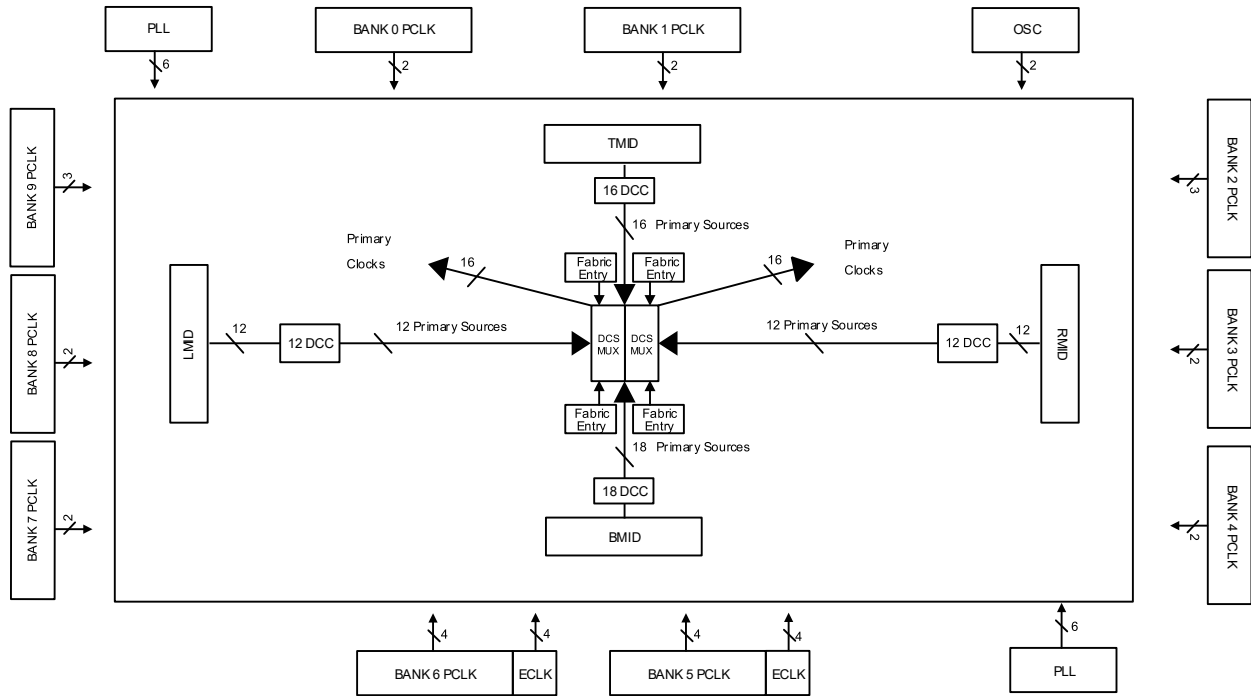 PLL
BANK 0 PCLK
BANK 1 PCLK
OSC
6
2
2
2
BANK 9 PCLK
3
BANK 2 PCLK
3
TMID
16 DCC
16 Primary Sources
Primary
Clocks
16
Fabric
Entry
Fabric
Entry
16
Primary
Clocks
BANK 8 PCLK
2
LMID
12
12 DCC
12 Primary Sources
DCS
MUX
DCS
MUX
12 Primary Sources
12 DCC
12
RMID
BANK 3 PCLK
2
Fabric
Entry
Fabric
Entry
18 Primary Sources
18 DCC
BMID
BANK 7 PCLK
2
BANK 4 PCLK
2
4
4
4
4
6
BANK 6 PCLK
ECLK
BANK 5 PCLK
ECLK
PLL